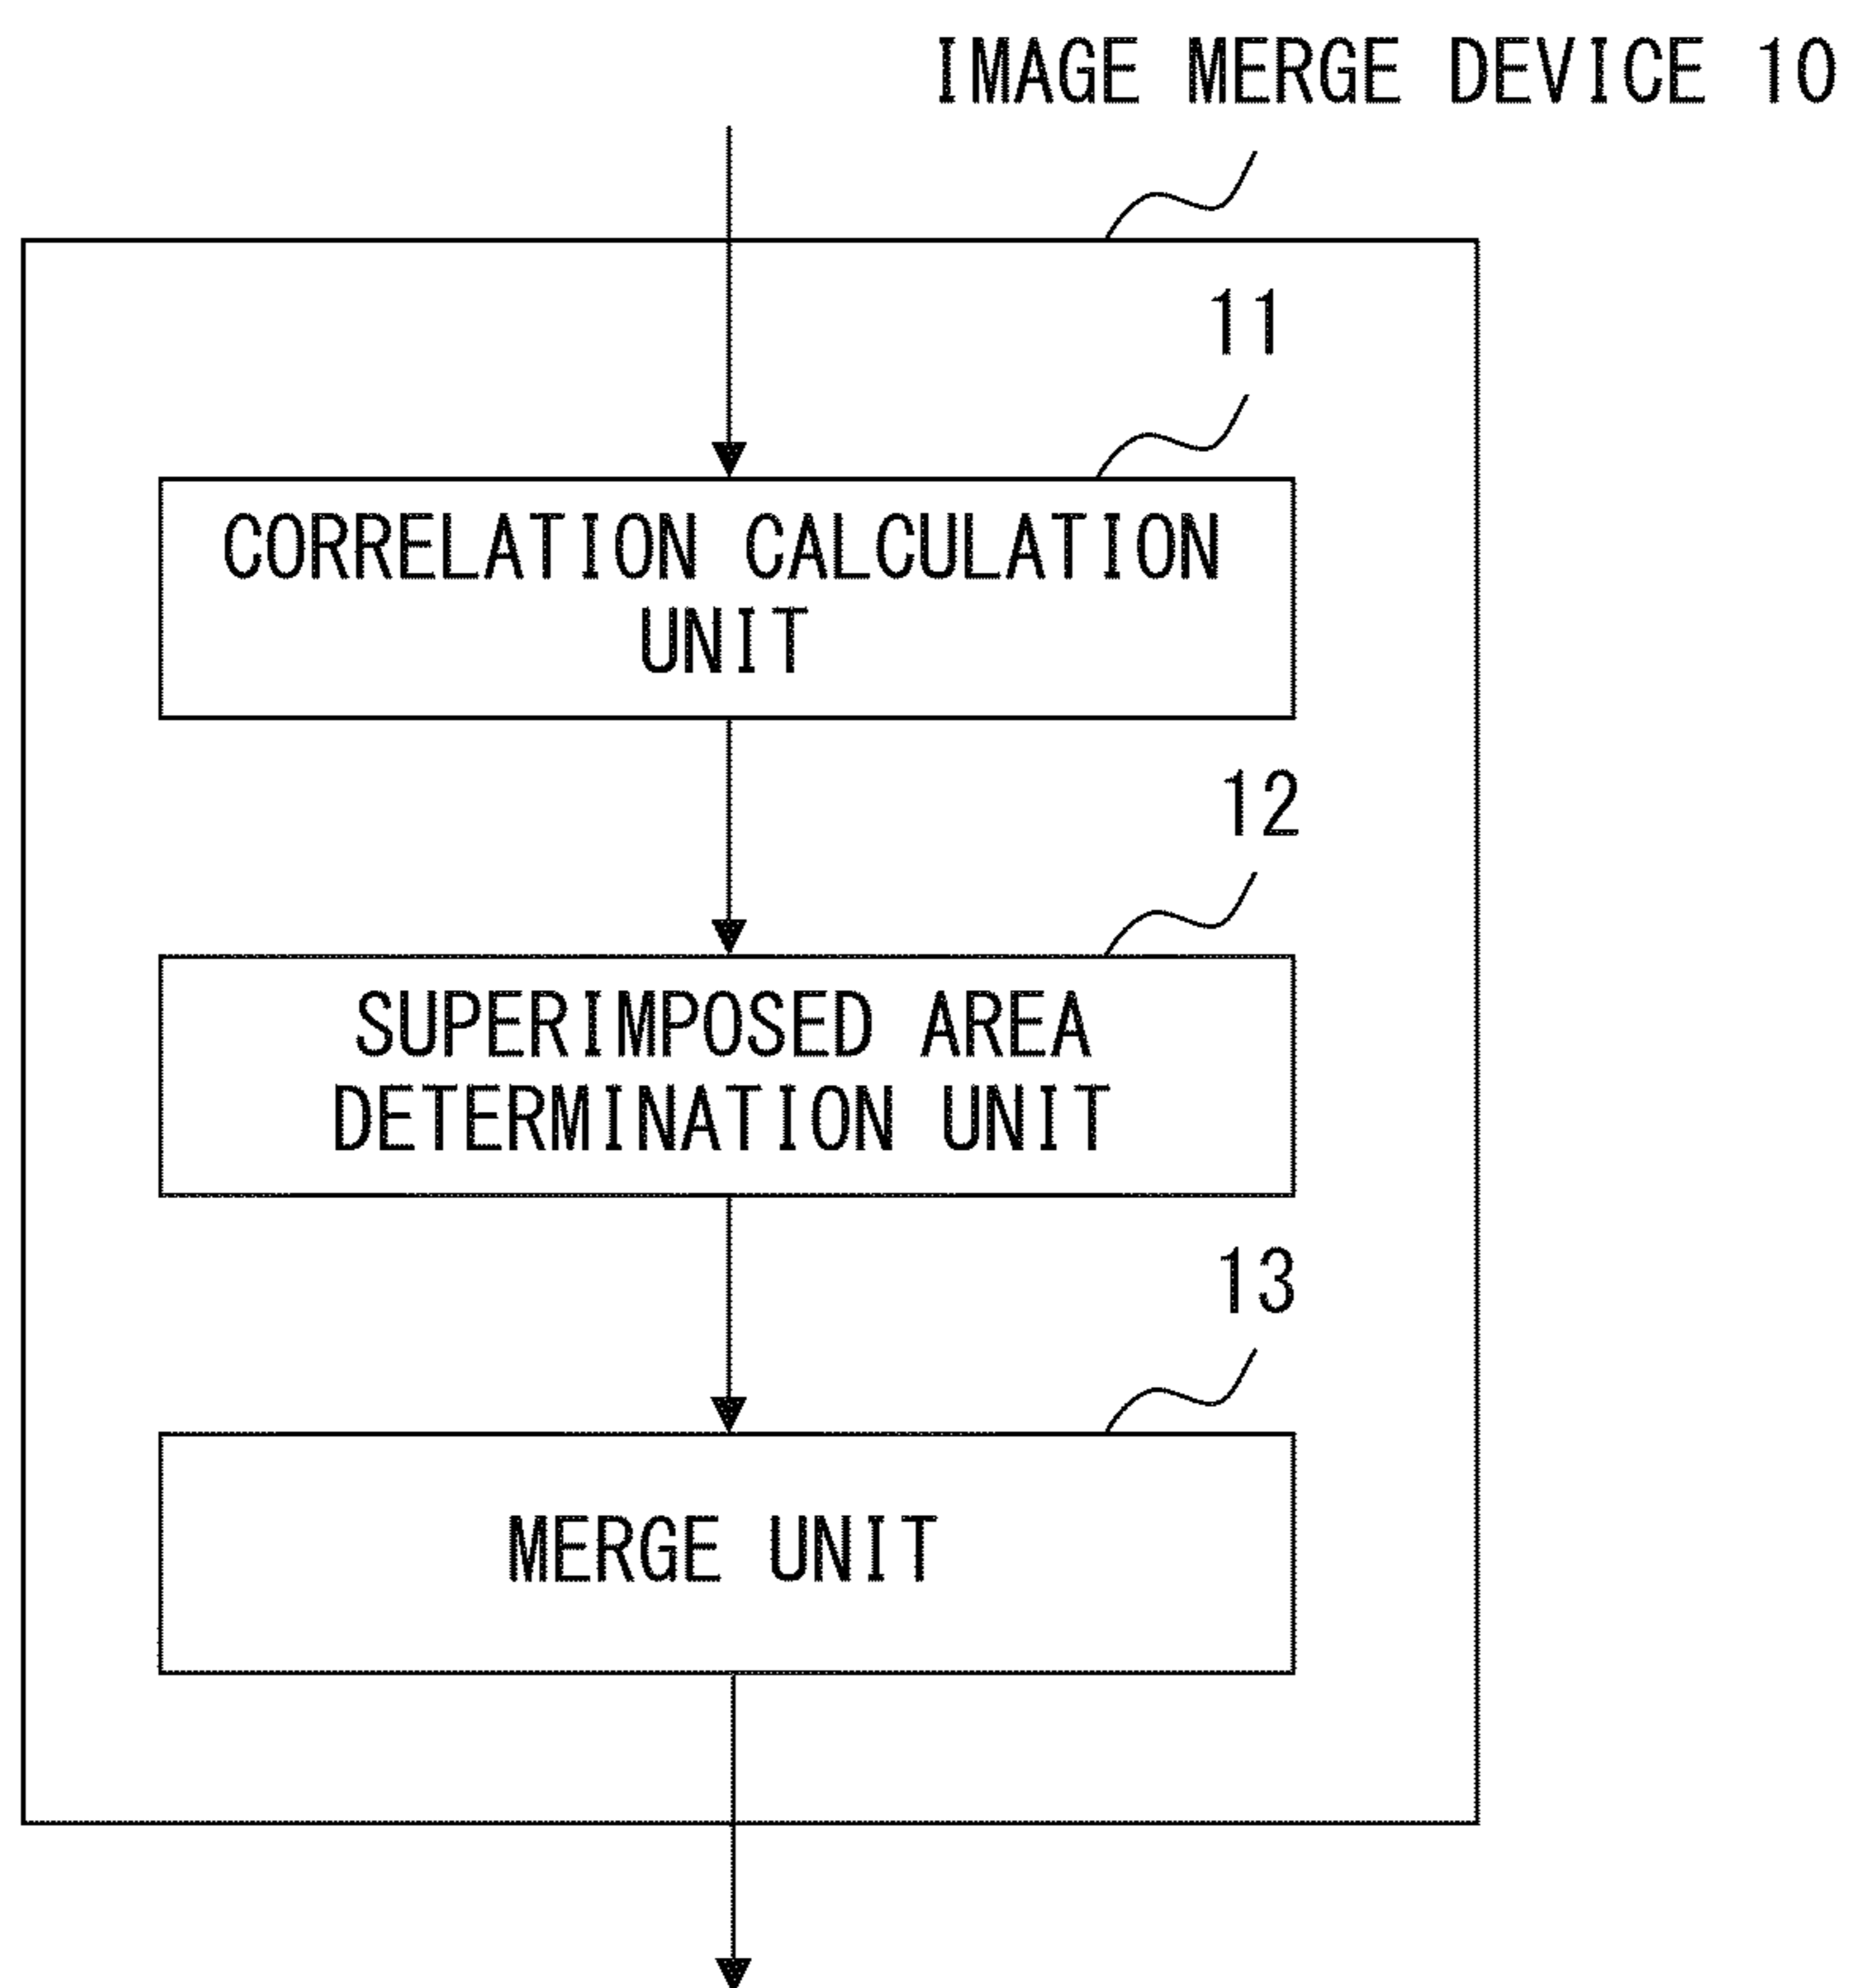 IMAGE MERGE DEVICE 10
11
CORRELATION CALCULATION
UNIT
12
SUPERIMPOSED AREA
DETERMINATION UNIT
13
MERGE UNIT